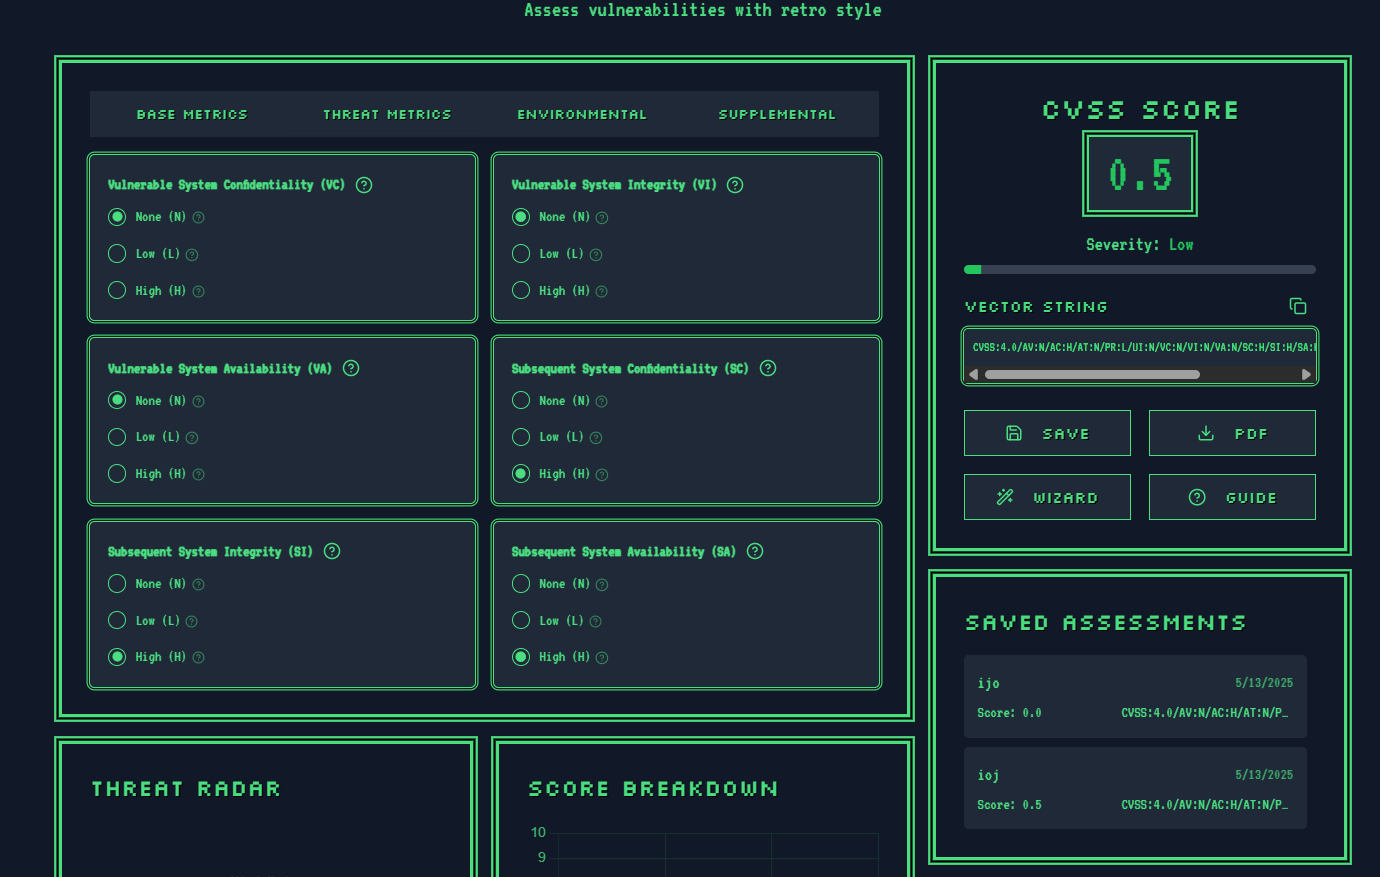 Assess vulnerabilities with retro style
BASE METRICS THREAT METRICS ENVIRONMENTAL SUPPLEMENTAL
Vulnerable System Confidentiality (VC)
None (N)
Low (L)
High (H)
Vulnerable System Integrity (VI)
None (N)
Low (L)
High (H)
Vulnerable System Availability (VA)
None (N)
Low (L)
High (H)
Subsequent System Confidentiality (SC)
None (N)
Low (L)
High (H)
Subsequent System Integrity (SI)
None (N)
Low (L)
High (H)
Subsequent System Availability (SA)
None (N)
Low (L)
High (H)
THREAT RADAR
SCORE BREAKDOWN
10
9
CVSS SCORE
0.5
Severity: Low
VECTOR STRING
CVSS:4.0/AV:N/AC:H/AT:N/PR:L/UI:N/VC:N/VI:N/VA:N/SC:H/SI:H/SA:H
SAVE PDF
WIZARD GUIDE
SAVED ASSESSMENTS
ijo 5/13/2025
Score: 0.0 CVSS:4.0/AV:N/AC:H/AT:N/P…
ioj 5/13/2025
Score: 0.5 CVSS:4.0/AV:N/AC:H/AT:N/P…